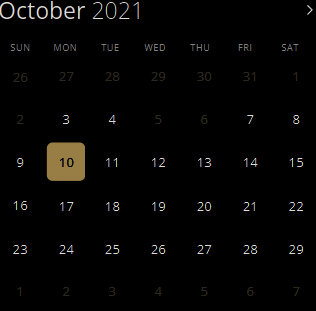 October 2021 >
SUN MON TUE WED THU FRI SAT
26 27 28 29 30 31 1
2 3 4 5 6 7 8
9 10 11 12 13 14 15
16 17 18 19 20 21 22
23 24 25 26 27 28 29
1 2 3 4 5 6 7